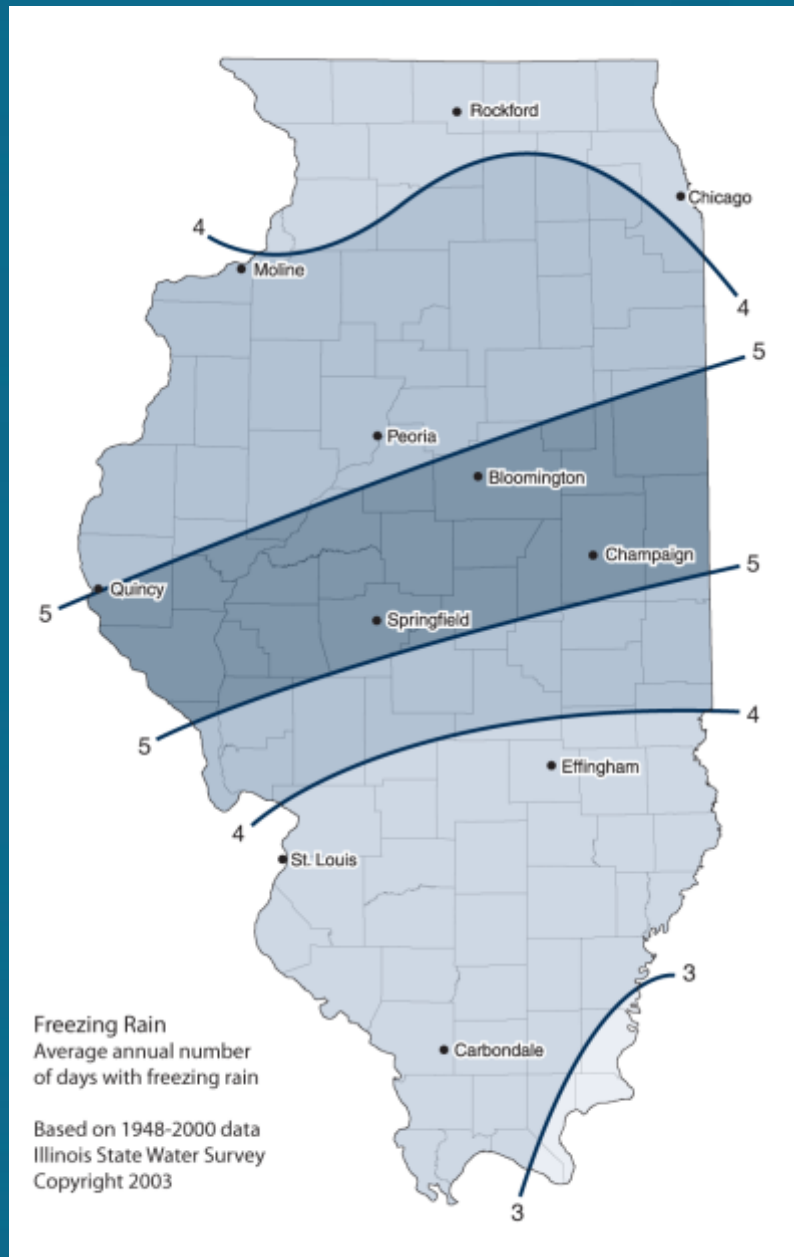 Rockford
Chicago
4
Moline
4
5
Peoria
Bloomington
Champaign
5
Quincy
5
Springfield
4
5
Effingham
4
St. Louis
3
Freezing Rain
Average annual number
of days with freezing rain
Carbondale
Based on 1948-2000 data
Illinois State Water Survey
Copyright 2003
3